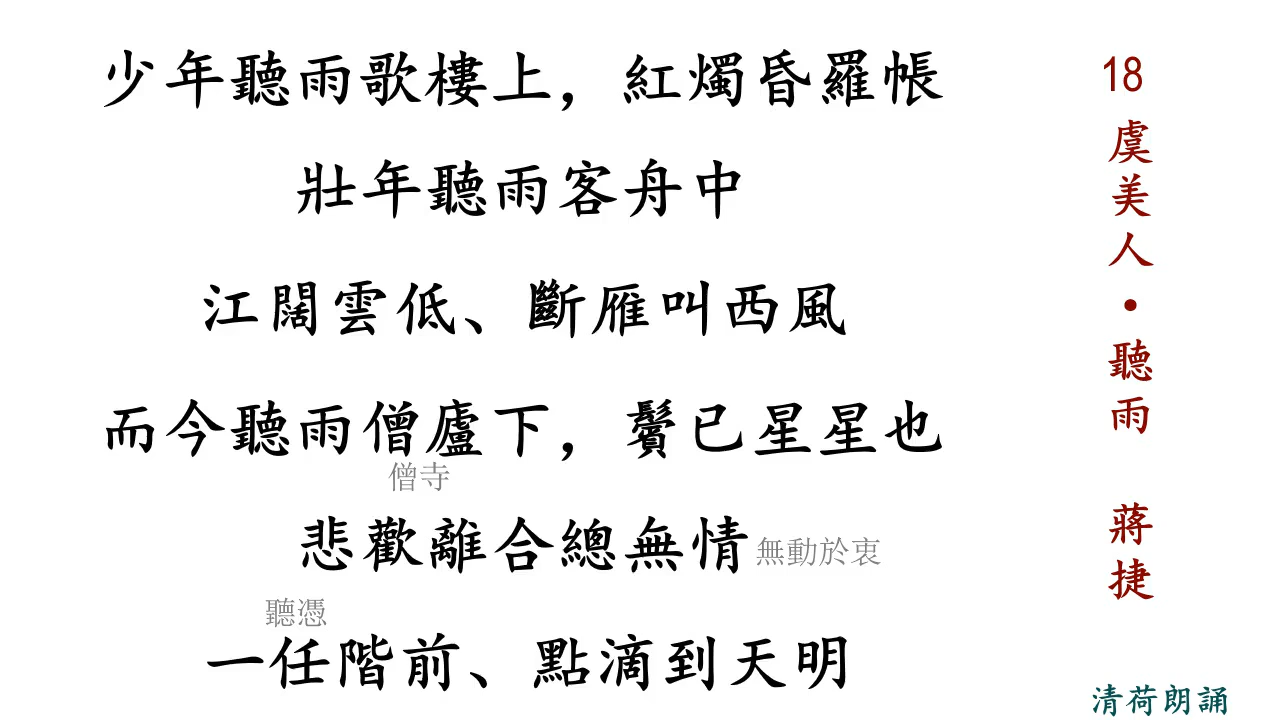 少年聽雨歌樓上，紅燭昏羅帳
壯年聽雨客舟中
江闊雲低、斷雁叫西風
而今聽雨僧廬下，鬢已星星也
僧寺
悲歡離合總無情
無動於衷
聽憑
一任階前、點滴到天明
18
虞美人·聽雨 蔣捷
清荷朗誦